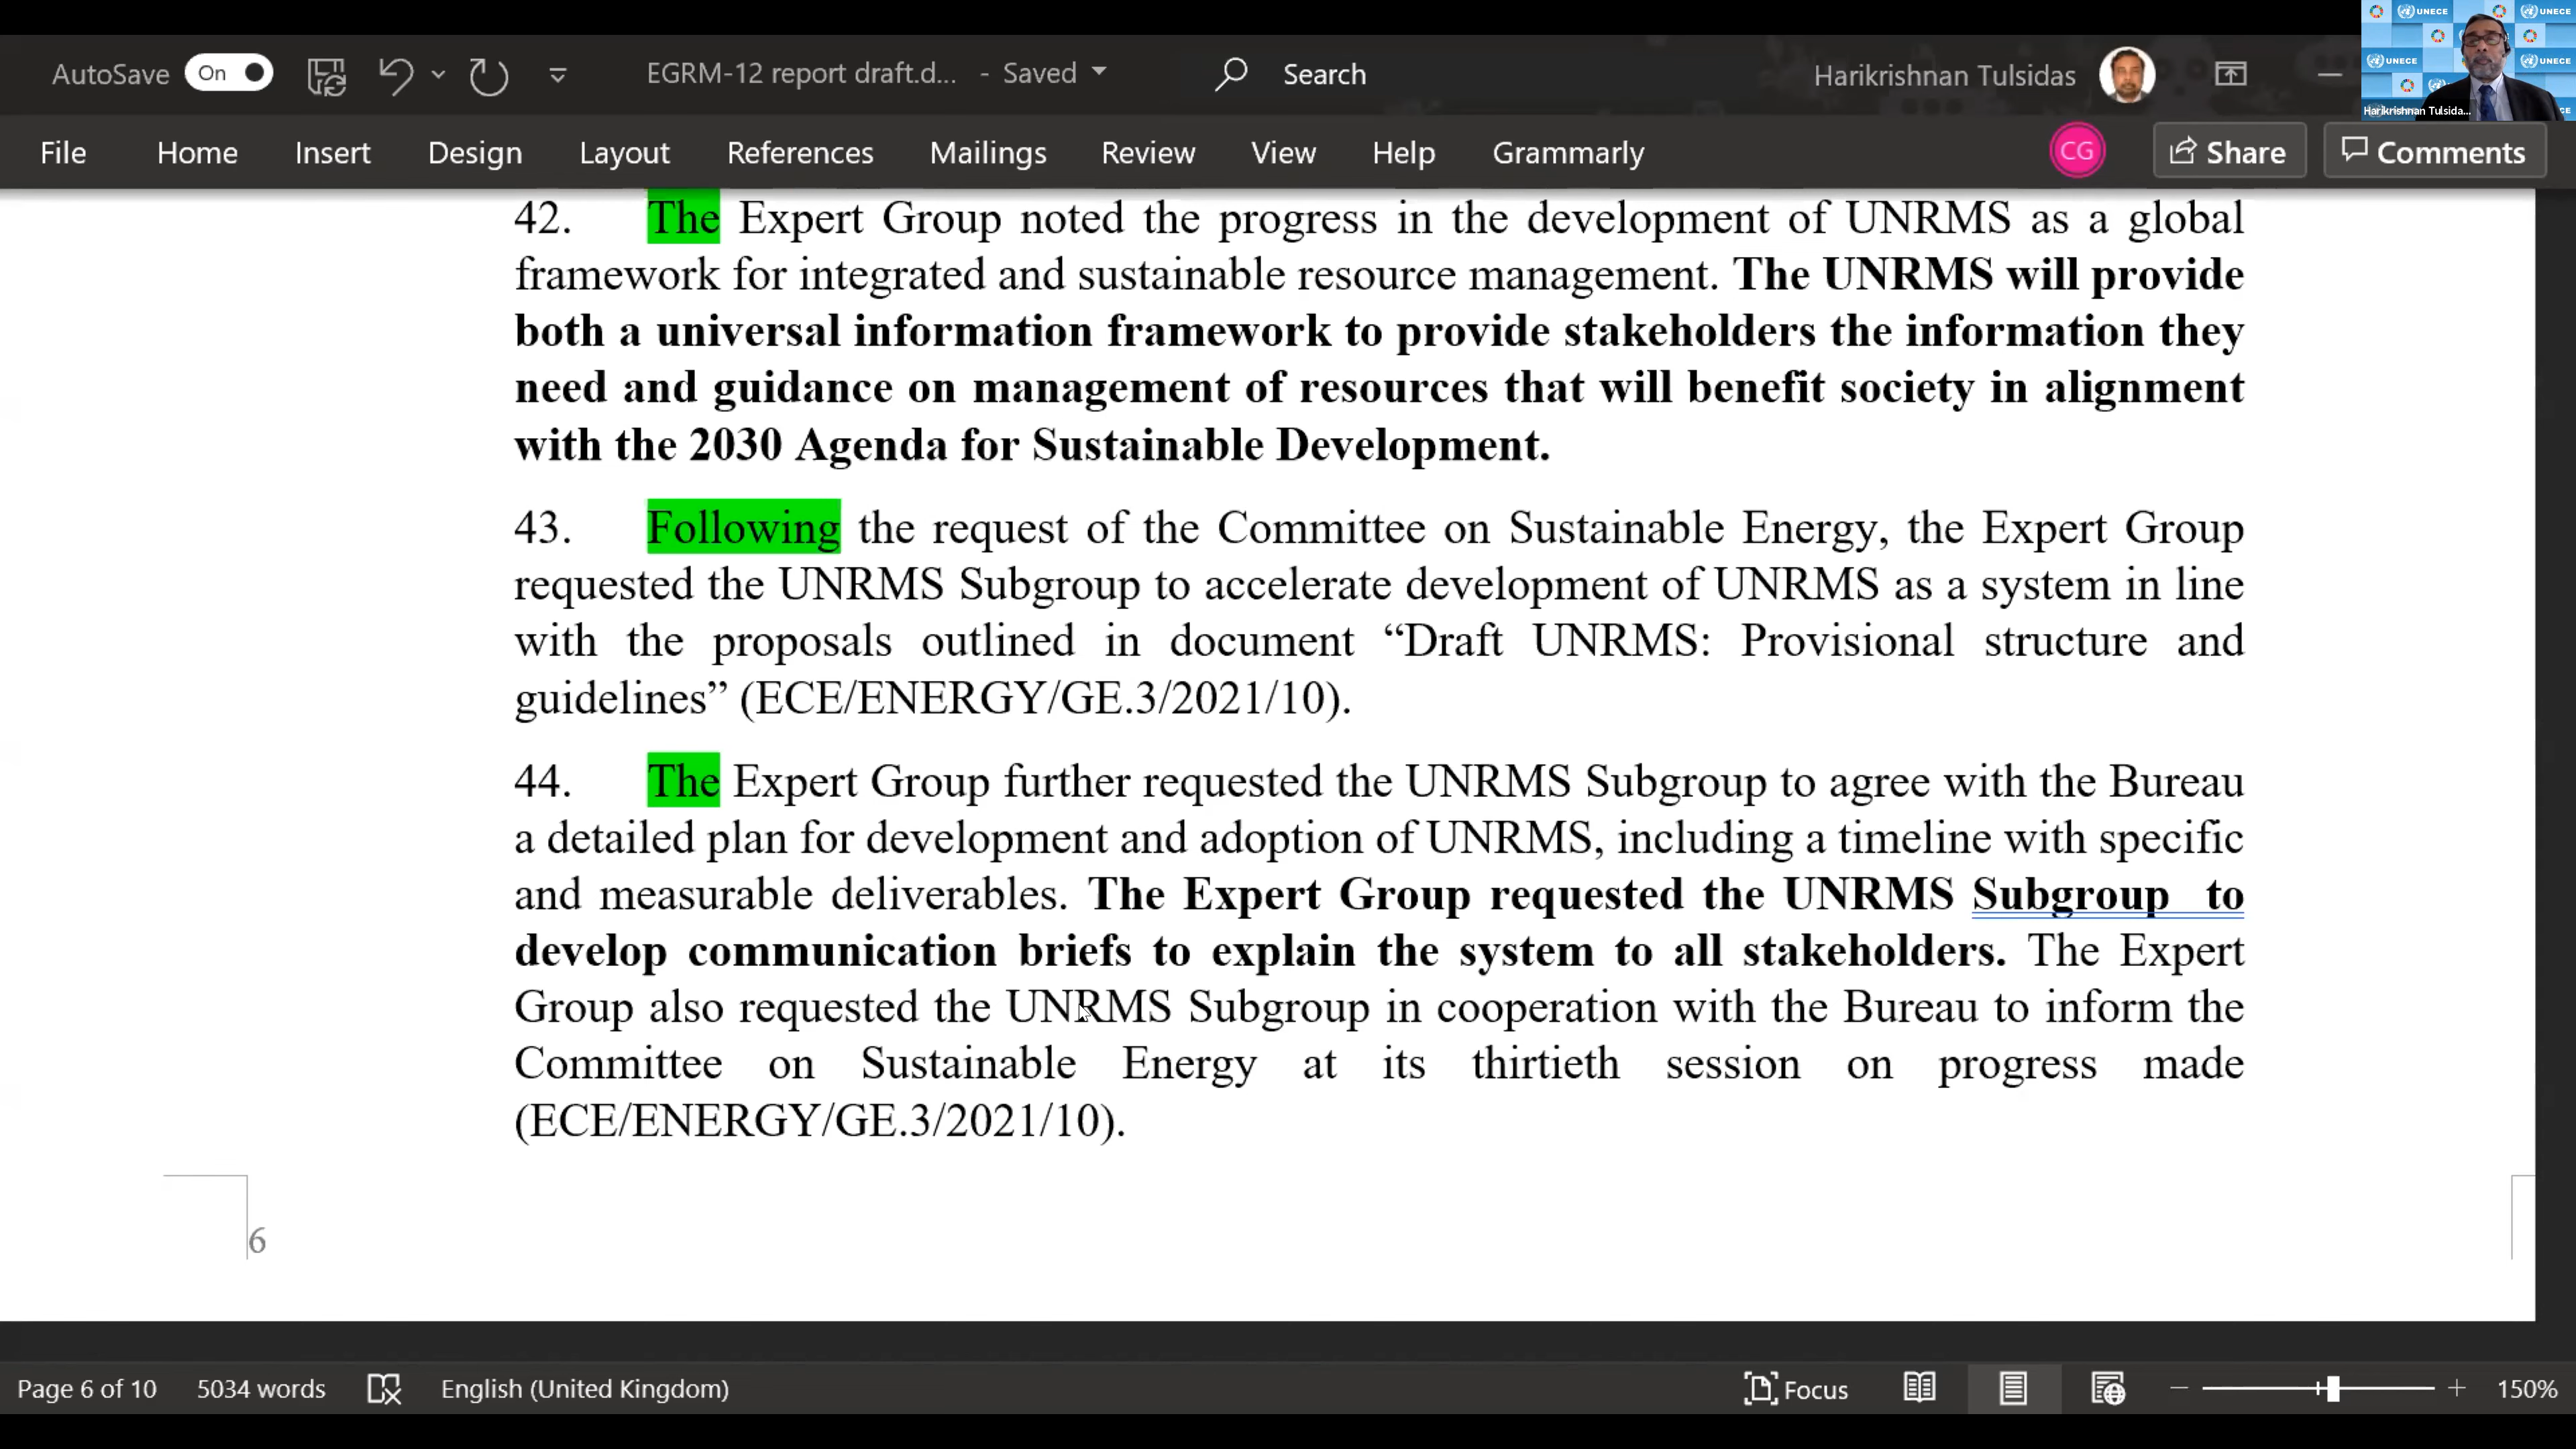 UNECE UNECE
UNECE UNECE
Harikrishnan Tulsida... CE
AutoSave On EGRM-12 report draft.d... - Saved Search Harikrishnan Tulsidas
File Home Insert Design Layout References Mailings Review View Help Grammarly CG Share Comments
42. The Expert Group noted the progress in the development of UNRMS as a global
framework for integrated and sustainable resource management. The UNRMS will provide
both a universal information framework to provide stakeholders the information they
need and guidance on management of resources that will benefit society in alignment
with the 2030 Agenda for Sustainable Development.
43. Following the request of the Committee on Sustainable Energy, the Expert Group
requested the UNRMS Subgroup to accelerate development of UNRMS as a system in line
with the proposals outlined in document “Draft UNRMS: Provisional structure and
guidelines” (ECE/ENERGY/GE.3/2021/10).
44. The Expert Group further requested the UNRMS Subgroup to agree with the Bureau
a detailed plan for development and adoption of UNRMS, including a timeline with specific
and measurable deliverables. The Expert Group requested the UNRMS Subgroup to
develop communication briefs to explain the system to all stakeholders. The Expert
Group also requested the UNRMS Subgroup in cooperation with the Bureau to inform the
Committee on Sustainable Energy at its thirtieth session on progress made
(ECE/ENERGY/GE.3/2021/10).
6
Page 6 of 10 5034 words English (United Kingdom) Focus 150%